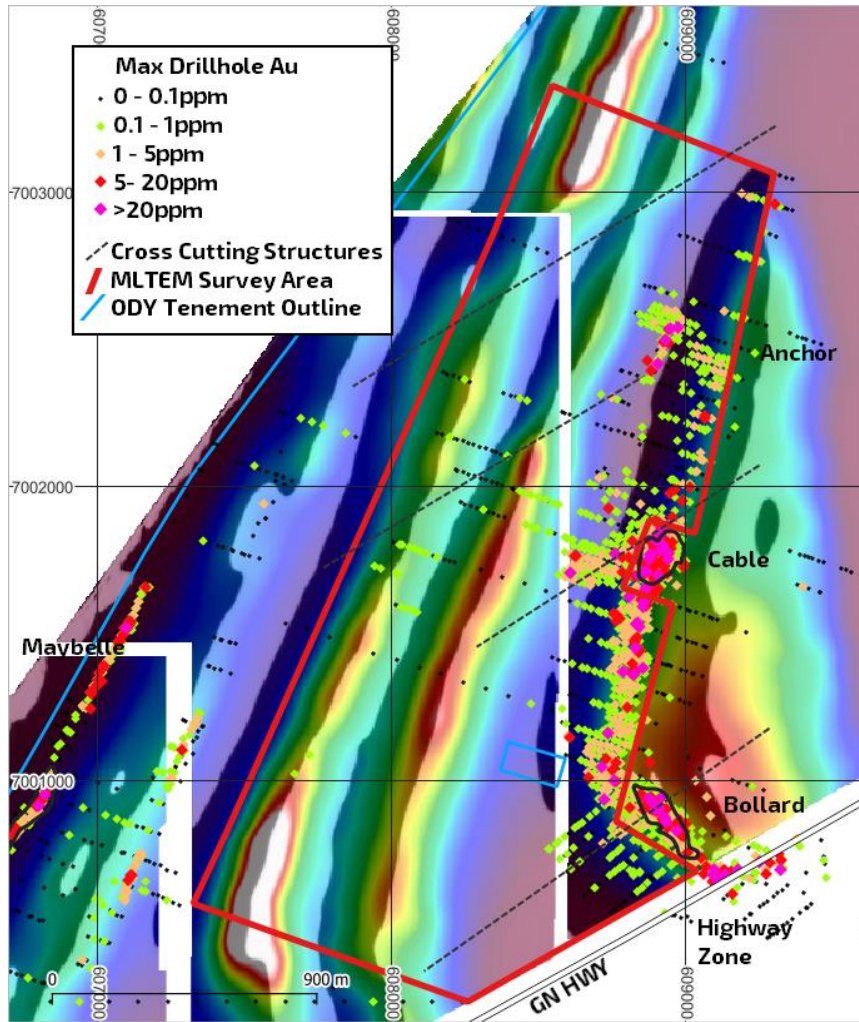 6070
608000
609000
Max Drillhole Au
0 - 0.1ppm
0.1 - 1ppm
1 - 5ppm
5- 20ppm
>20ppm
Cross Cutting Structures
MLTEM Survey Area
ODY Tenement Outline
7003000
Anchor
7002000
Cable
Maybelle
7001000
Bollard
Highway
Zone
GN HWY
0 900 m
607000
608000
609000